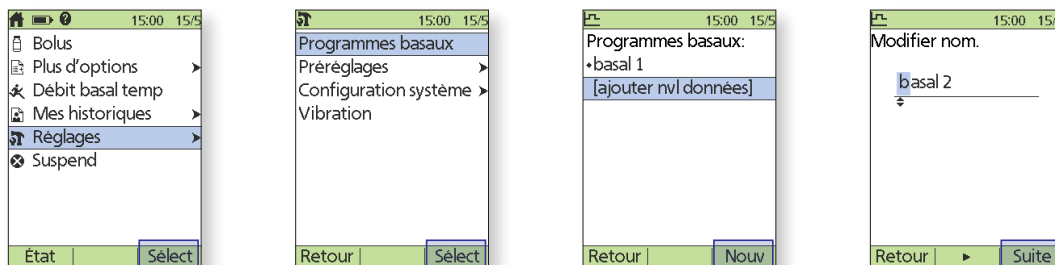 15:00 15/5
Bolus
Plus d'options
Débit basal temp
Mes historiques
Réglages
Suspend
État Sélect
15:00 15/5
Programmes basaux
Préréglages
Configuration système
Vibration
Retour Sélect
15:00 15/5
Programmes basaux:
basal 1
[ajouter nvl données]
Retour Nouv
15:00 15/
Modifier nom.
basal 2
Retour Suite